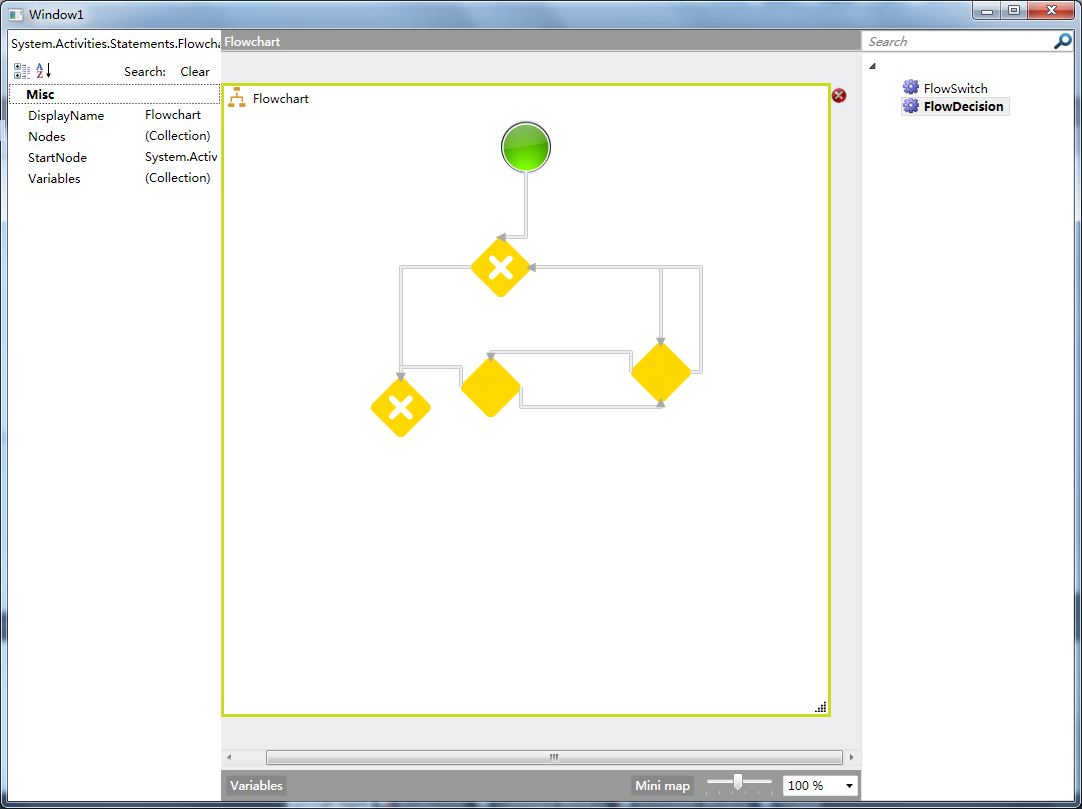 Window1
System.Activities.Statements.Flowcha
Search: Clear
Misc
DisplayName Flowchart
Nodes (Collection)
StartNode System.Activ
Variables (Collection)
Flowchart
Flowchart
Variables
Mini map
100 %
Search
FlowSwitch
FlowDecision